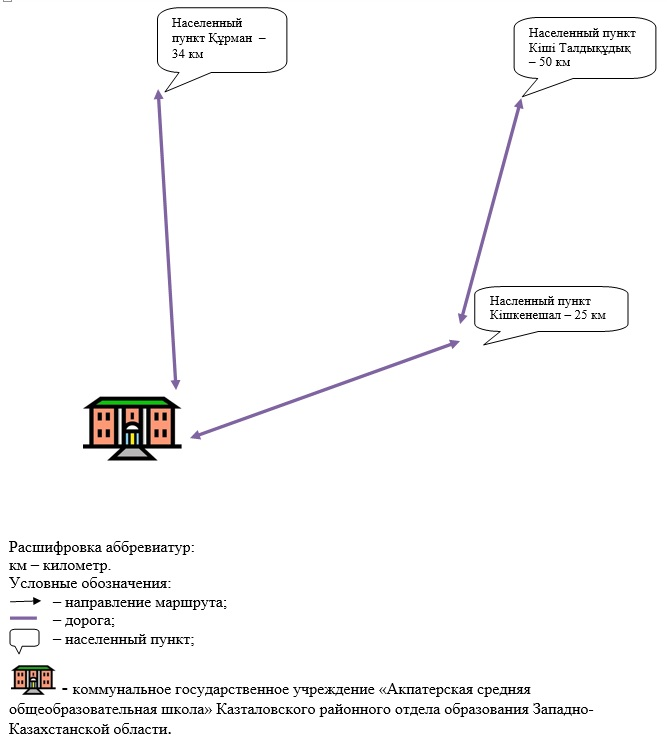 Населенный
пункт Құрман –
34 км
Населенный пункт
Кіші Талдықұдық
– 50 км
Насленный пункт
Кішкенешал – 25 км
Расшифровка аббревиатур:
км – километр.
Условные обозначения:
– направление маршрута;
– дорога;
– населенный пункт;
- коммунальное государственное учреждение «Акпатерская средняя
общеобразовательная школа» Казталовского районного отдела образования Западно-
Казахстанской области.